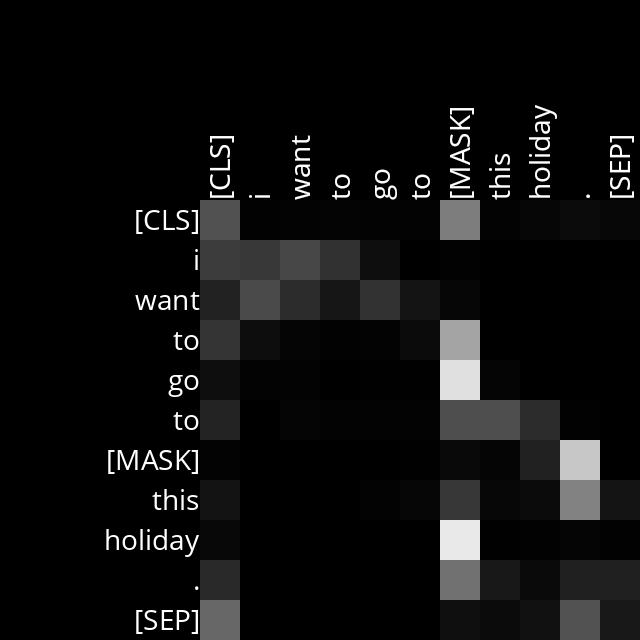 [CLS] i want to go to [MASK] this holiday . [SEP]
[CLS]
i
want
to
go
to
[MASK]
this
holiday
.
[SEP]